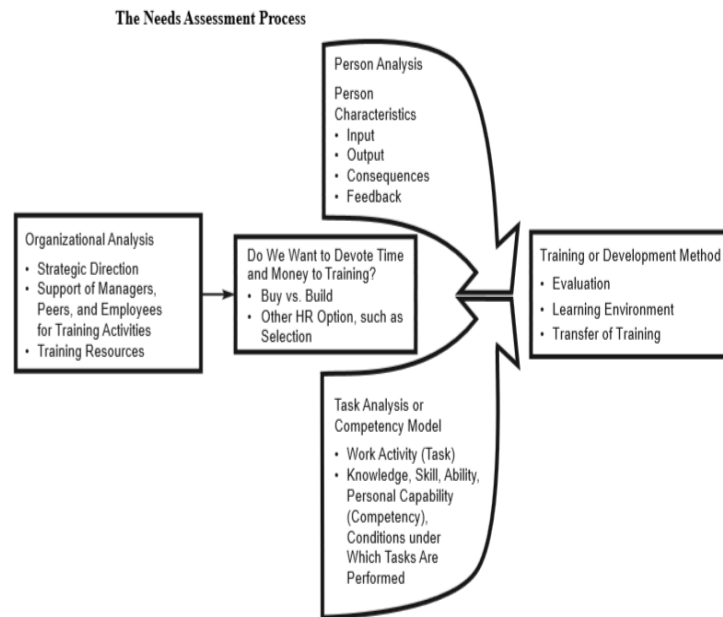 The Needs Assessment Process
Person Analysis
Person
Characteristics
• Input
• Output
• Consequences
• Feedback
Organizational Analysis
• Strategic Direction
• Support of Managers,
Peers, and Employees
for Training Activities
• Training Resources
Do We Want to Devote Time
and Money to Training?
• Buy vs. Build
• Other HR Option, such as
Selection
Training or Development Method
• Evaluation
• Learning Environment
• Transfer of Training
Task Analysis or
Competency Model
• Work Activity (Task)
• Knowledge, Skill, Ability,
Personal Capability
(Competency),
Conditions under
Which Tasks Are
Performed